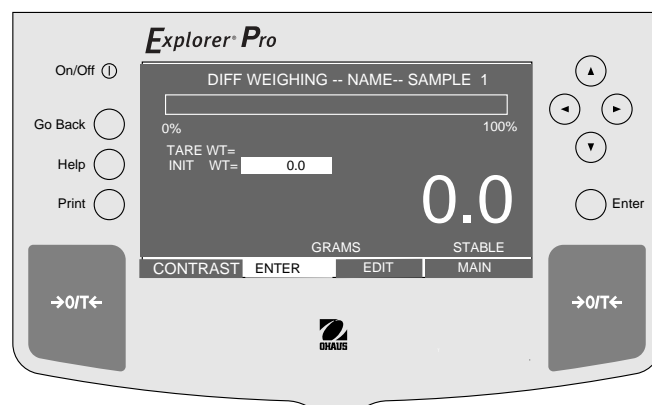 Explorer® Pro
On/Off
DIFF WEIGHING -- NAME-- SAMPLE 1
Go Back
0% 100%
TARE WT=
INIT WT= 0.0
Help
0.0
Print
Enter
GRAMS STABLE
CONTRAST ENTER EDIT MAIN
→0/T← →0/T←
OHAUS